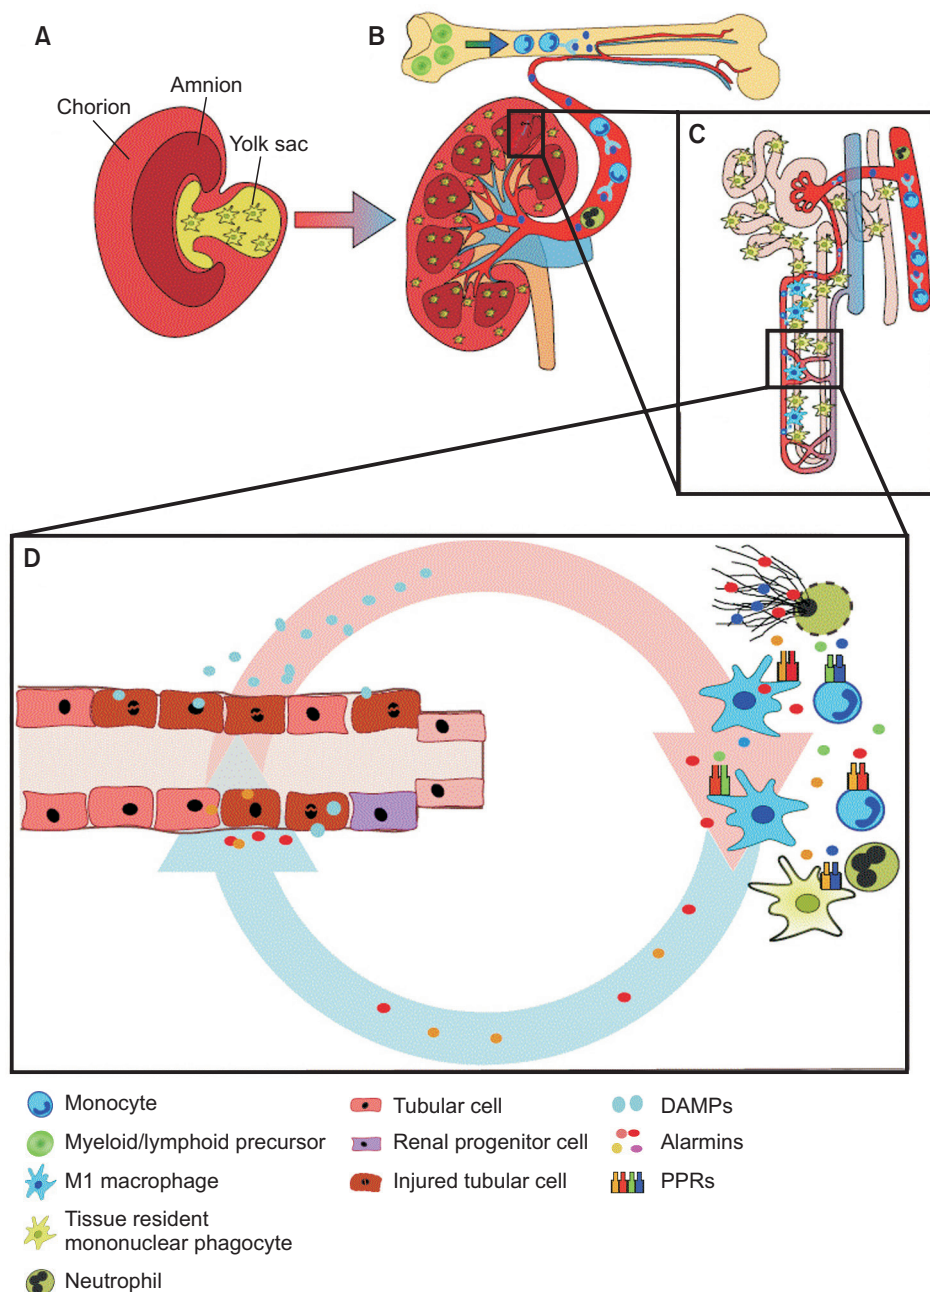 A
B
Amnion
Chorion
Yolk sac
C
D
Monocyte
Myeloid/lymphoid precursor
M1 macrophage
Tissue resident
mononuclear phagocyte
Neutrophil
Tubular cell
Renal progenitor cell
Injured tubular cell
DAMPs
Alarmins
PPRs